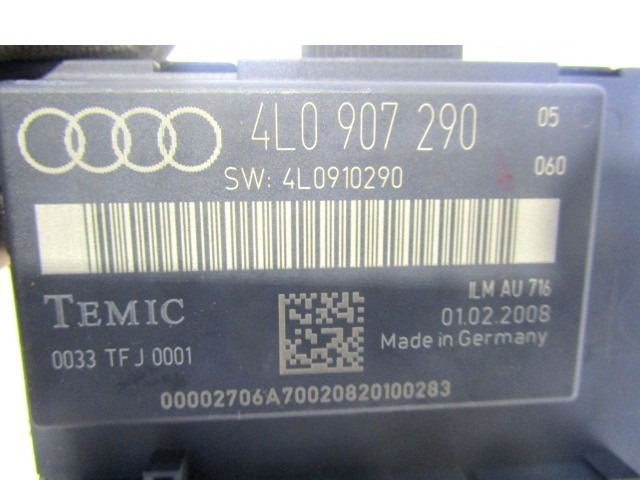 4L0 907 290 05
SW: 4L0910290 060
TEMIC ILM AU 716
01.02.2008
0033 TFJ 0001 Made in Germany
00002706A70020820100283